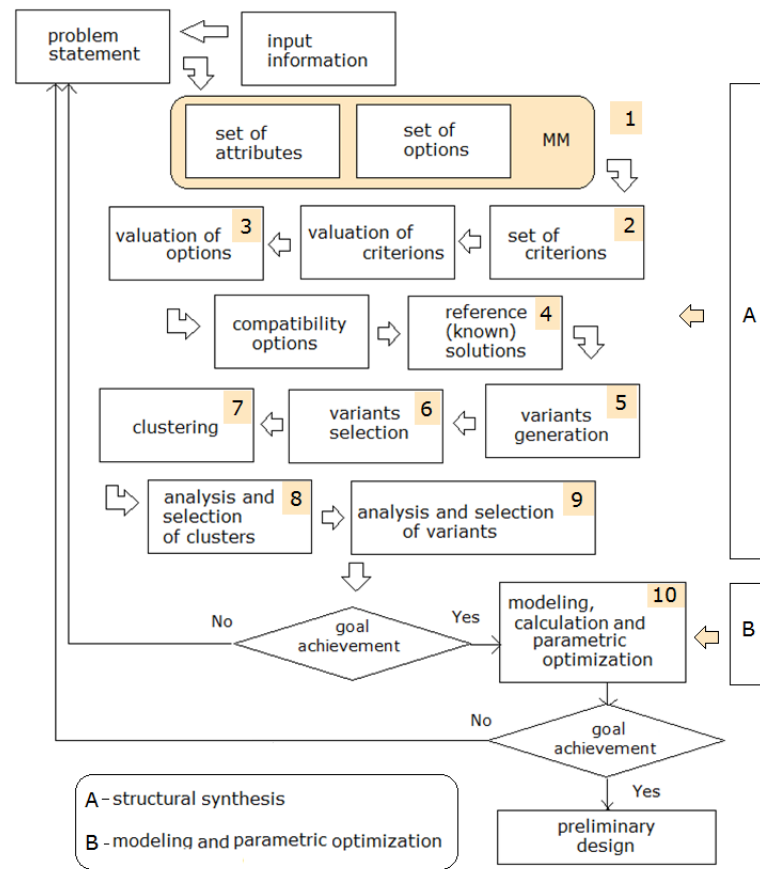 problem
statement
input
information
set of
attributes
set of
options
MM
1
valuation of
options
3
valuation of
criterions
set of
criterions
2
compatibility
options
reference
(known)
solutions
4
A
clustering
7
variants
selection
6
variants
generation
5
analysis and
selection
of clusters
8
analysis and selection
of variants
9
No
goal
achievement
Yes
10
modeling,
calculation and
parametric
optimization
B
No
goal
achievement
Yes
preliminary
design
A – structural synthesis
B - modeling and parametric optimization